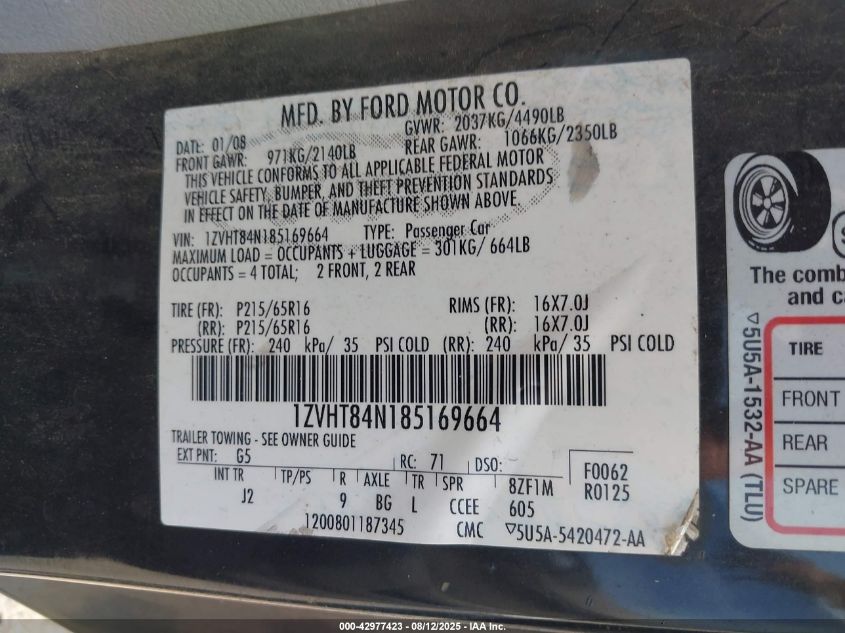 MFD. BY FORD MOTOR CO.
DATE: 01/08 GVWR: 2037KG/4490LB
FRONT GAWR: 971KG/2140LB REAR GAWR: 1066KG/2350LB
THIS VEHICLE CONFORMS TO ALL APPLICABLE FEDERAL MOTOR
VEHICLE SAFETY, BUMPER, AND THEFT PREVENTION STANDARDS
IN EFFECT ON THE DATE OF MANUFACTURE SHOWN ABOVE.
VIN: 1ZVHT84N185169664 TYPE: Passenger Car
MAXIMUM LOAD = OCCUPANTS + LUGGAGE = 301KG/ 664LB
OCCUPANTS = 4 TOTAL; 2 FRONT, 2 REAR
TIRE (FR): P215/65R16 RIMS (FR): 16X7.0J
(RR): P215/65R16 (RR): 16X7.0J
PRESSURE (FR): 240 kPa/ 35 PSI COLD (RR): 240 kPa/ 35 PSI COLD
1ZVHT84N185169664
TRAILER TOWING - SEE OWNER GUIDE
EXT PNT: G5 RC: 71 DSO: F0062
INT TR TP/PS R AXLE TR SPR 8ZF1M R0125
J2 9 BG L CCEE 605
1200801187345 CMC ▽5U5A-5420472-AA
The comb
and ca
TIRE
FRONT
REAR
SPARE
▽5U5A-1532-AA (TLU)
000-42977423 - 08/12/2025 - IAA Inc.